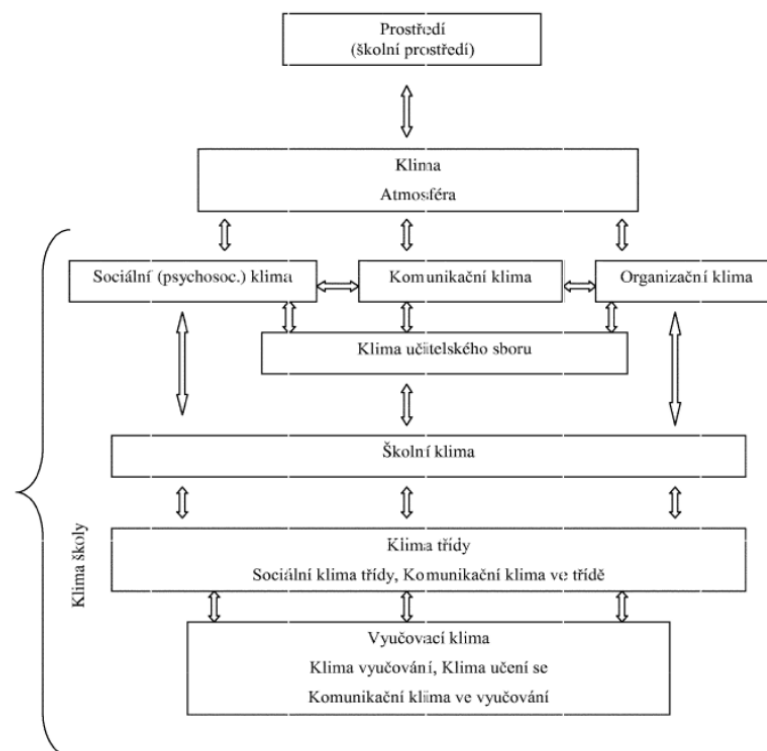 Prostředí
(školní prostředí)
Klima
Atmosféra
Sociální (psychosoc.) klima
Komunikační klima
Organizační klima
Klima učitelského sboru
Školní klima
Klima školy
Klima třídy
Sociální klima třídy, Komunikační klima ve třídě
Vyučovací klima
Klima vyučování, Klima učení se
Komunikační klima ve vyučování